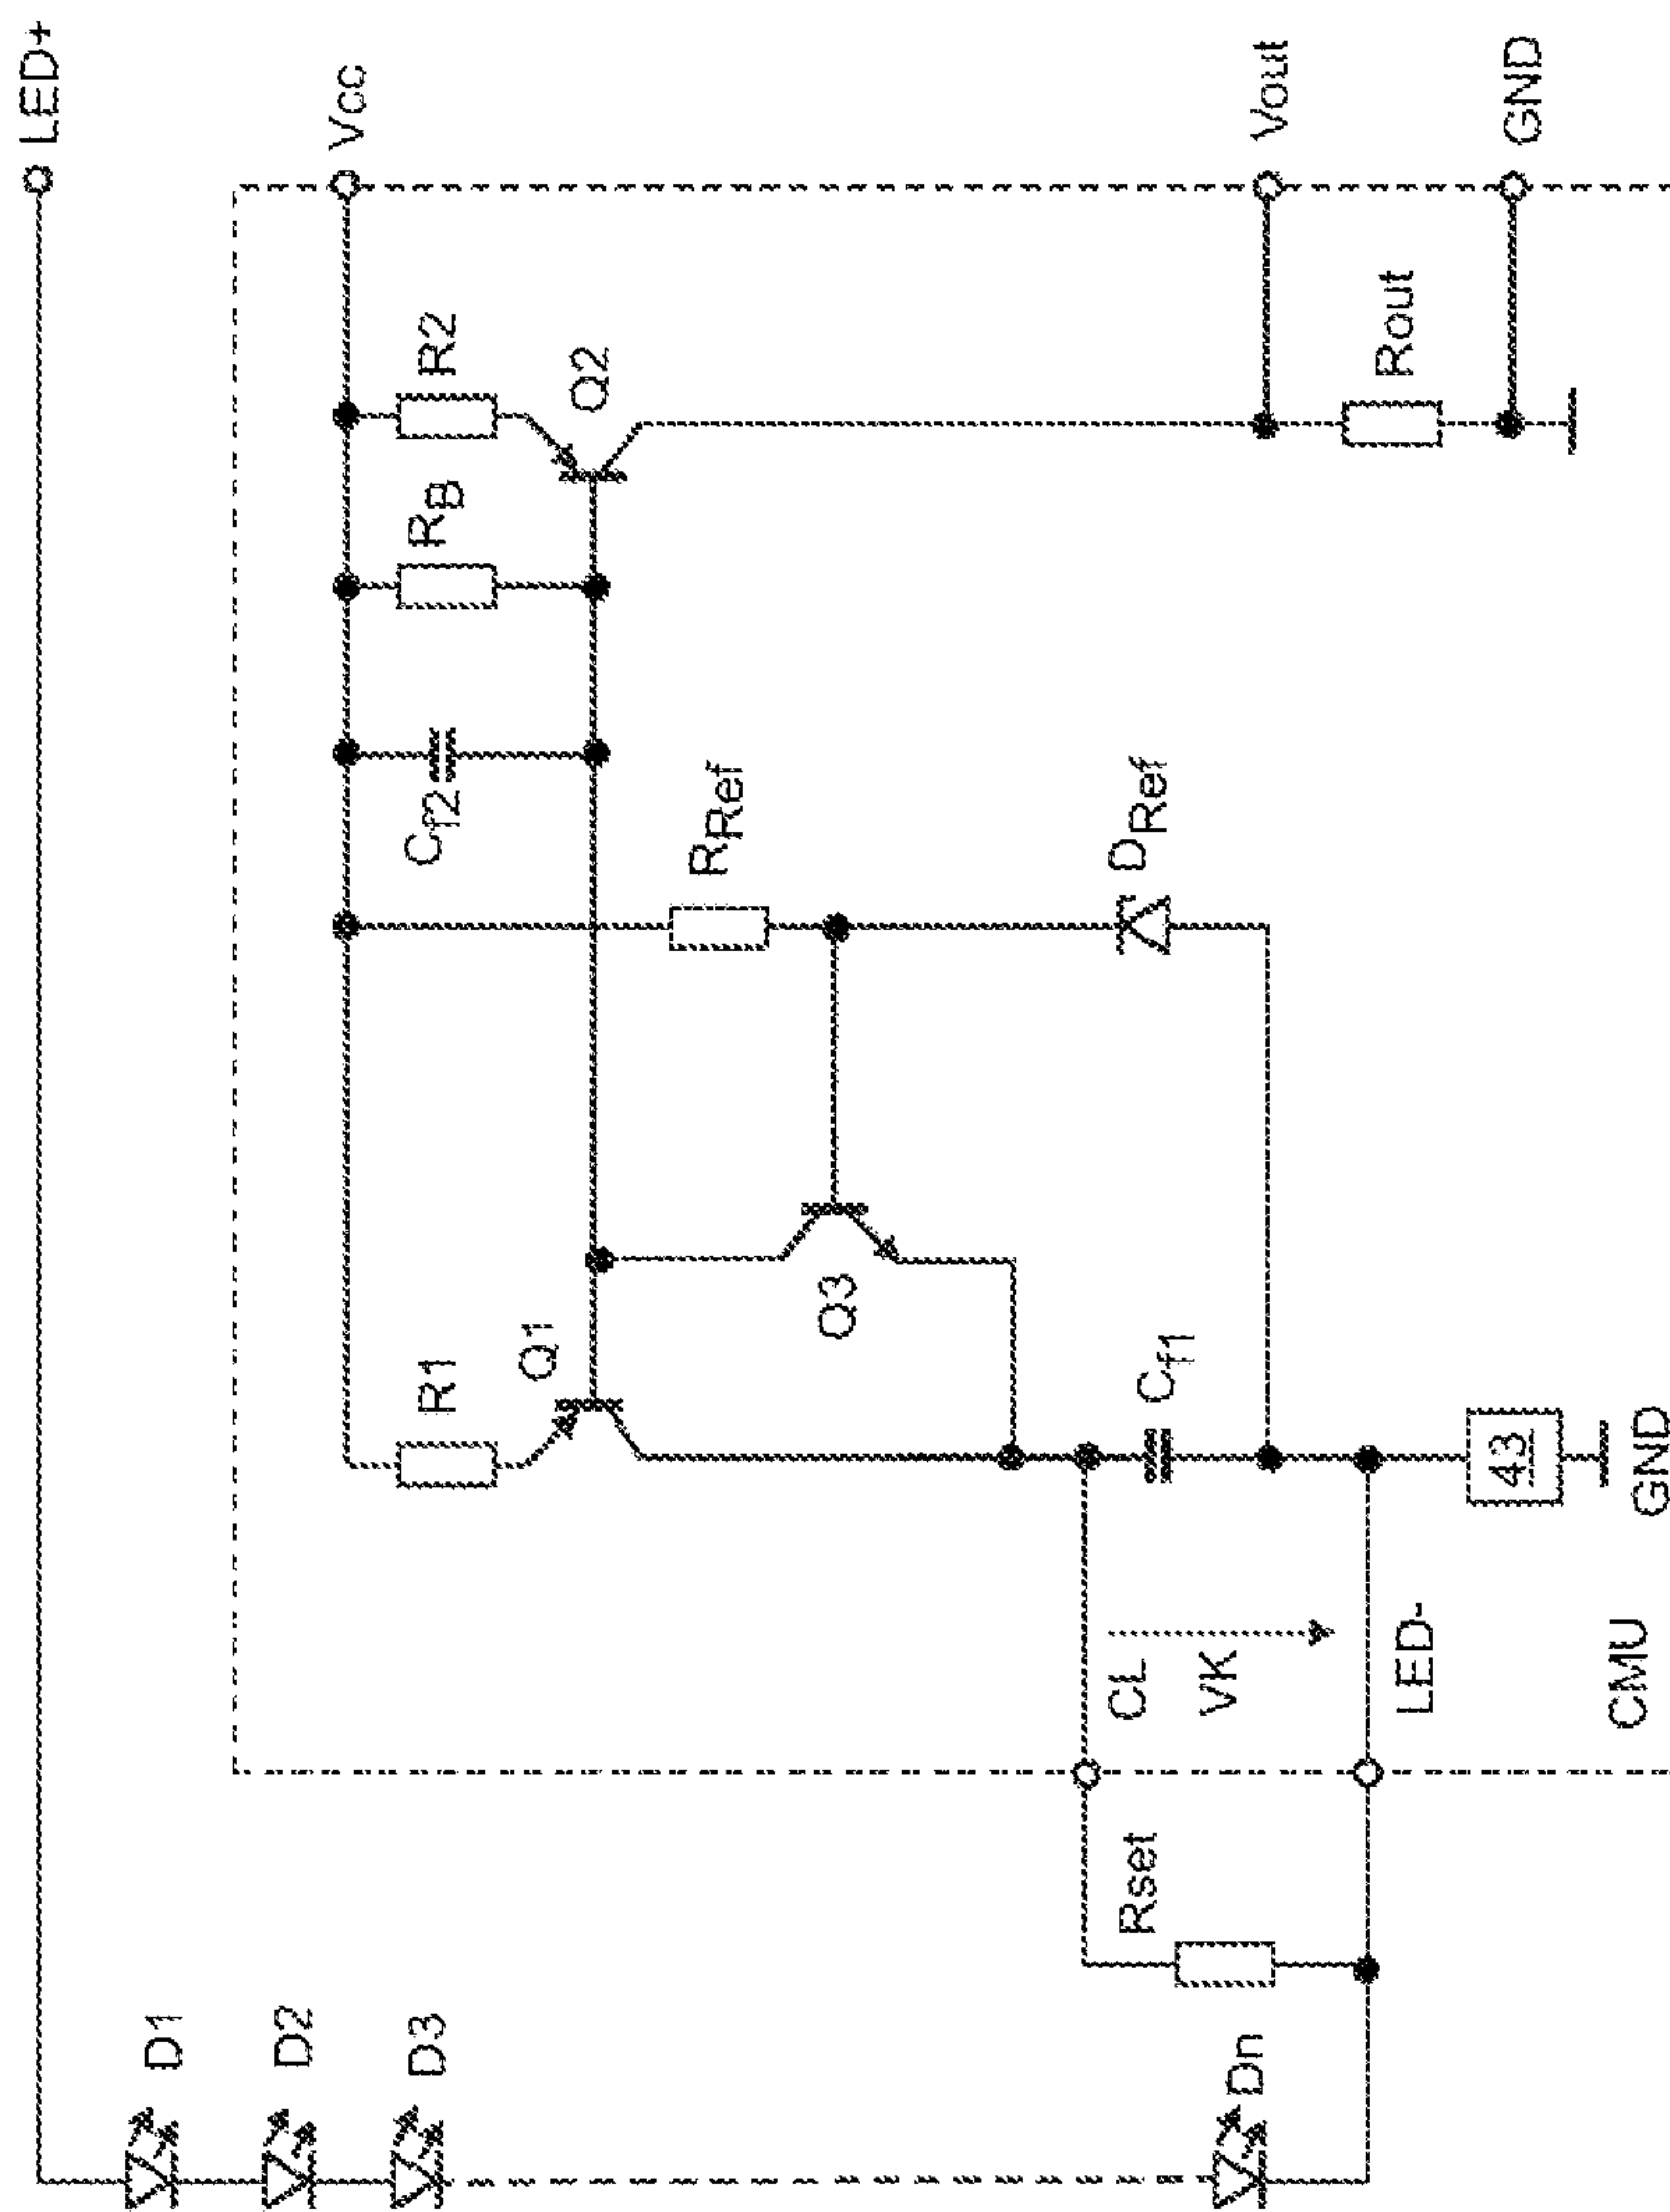 LED+
Vcc
R2
Q2
RB
Cf2
RRef
DRef
Vout
Rout
GND
R1
Q1
Q3
Cf1
43
GND
CL
VK
LED-
CMU
Rset
D1
D2
D3
Dn